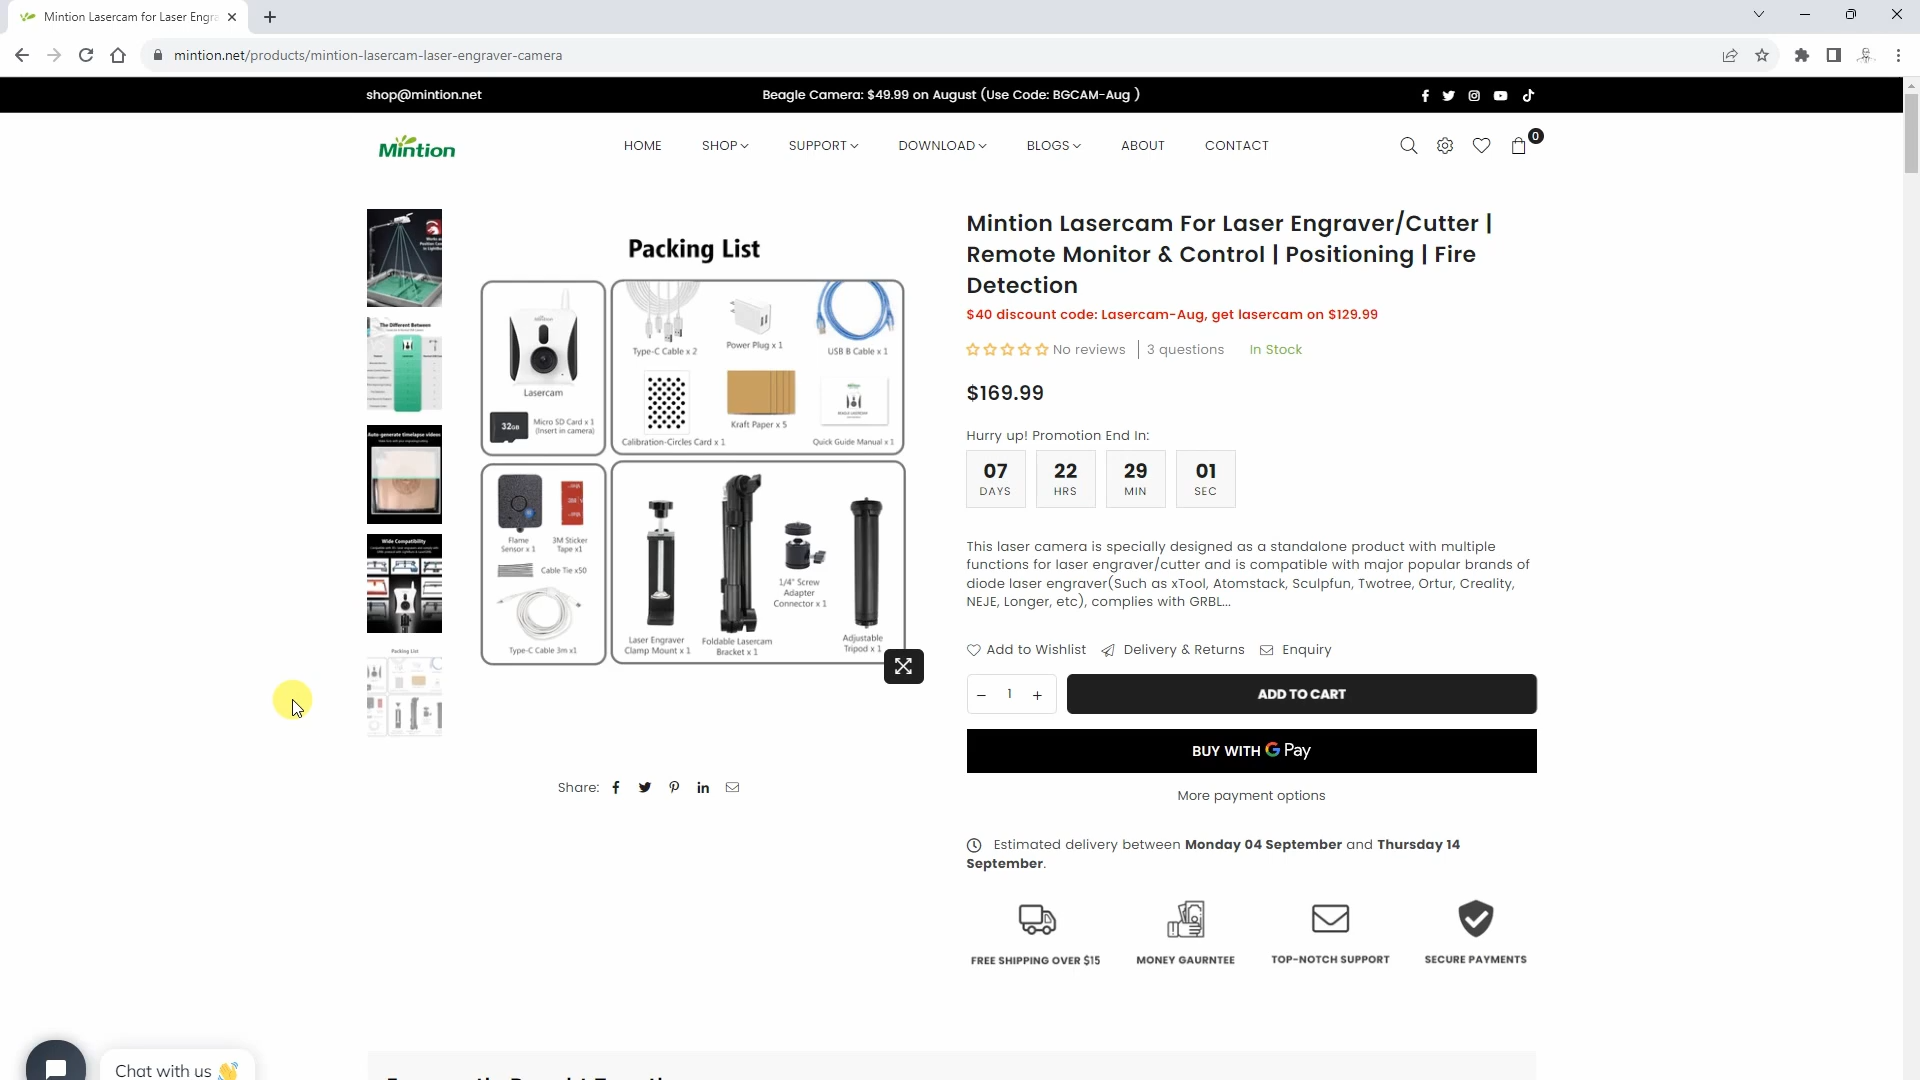 Mintion Lasercam for Laser Engra
mintion.net/products/mintion-lasercam-laser-engraver-camera
shop@mintion.net
Beagle Camera: $49.99 on August (Use Code: BGCAM-Aug )
Mintion
HOME
SHOP
SUPPORT
DOWNLOAD
BLOGS
ABOUT
CONTACT
0
The Different Between
Auto-generate timelapse videos
Wide Compatibility
Packing List
Packing List
Lasercam
32GB
Micro SD Card x 1
(Insert in camera)
Type-C Cable x 2
Power Plug x 1
USB B Cable x 1
Calibration-Circles Card x 1
Kraft Paper x 5
Quick Guide Manual x 1
Flame
Sensor x 1
3M Sticker
Tape x1
Cable Tie x50
Type-C Cable 3m x1
Laser Engraver
Clamp Mount x 1
Foldable Lasercam
Bracket x 1
1/4" Screw
Adapter
Connector x 1
Adjustable
Tripod x 1
Share:
Mintion Lasercam For Laser Engraver/Cutter |
Remote Monitor & Control | Positioning | Fire
Detection
$40 discount code: Lasercam-Aug, get lasercam on $129.99
No reviews
3 questions
In Stock
$169.99
Hurry up! Promotion End In:
07 22 29 01
DAYS HRS MIN SEC
This laser camera is specially designed as a standalone product with multiple
functions for laser engraver/cutter and is compatible with major popular brands of
diode laser engraver(Such as xTool, Atomstack, Sculpfun, Twotree, Ortur, Creality,
NEJE, Longer, etc), complies with GRBL...
Add to Wishlist
Delivery & Returns
Enquiry
− 1 +
ADD TO CART
BUY WITH G Pay
More payment options
Estimated delivery between Monday 04 September and Thursday 14
September.
FREE SHIPPING OVER $15
MONEY GAURNTEE
TOP-NOTCH SUPPORT
SECURE PAYMENTS
Chat with us 👋